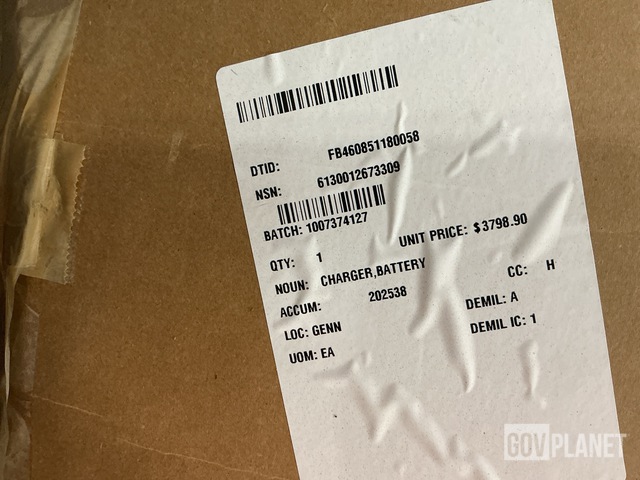 DTID: FB460851180058
NSN: 6130012673309
BATCH: 1007374127
UNIT PRICE: $3798.90
QTY: 1
NOUN: CHARGER,BATTERY
CC: H
ACCUM: 202538
DEMIL: A
LOC: GENN
DEMIL IC: 1
UOM: EA
GOVPLANET